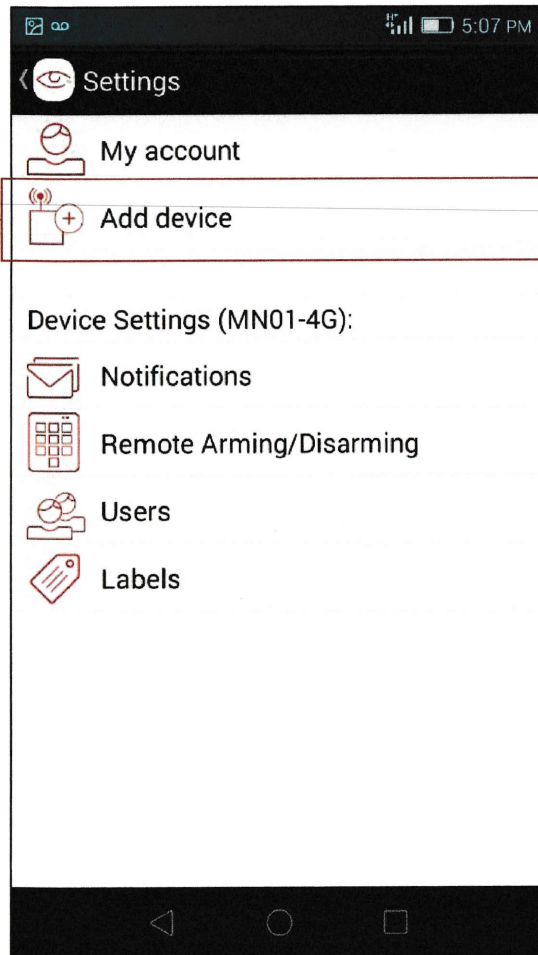 H+
5:07 PM
Settings
My account
Add device
Device Settings (MN01-4G):
Notifications
Remote Arming/Disarming
Users
Labels